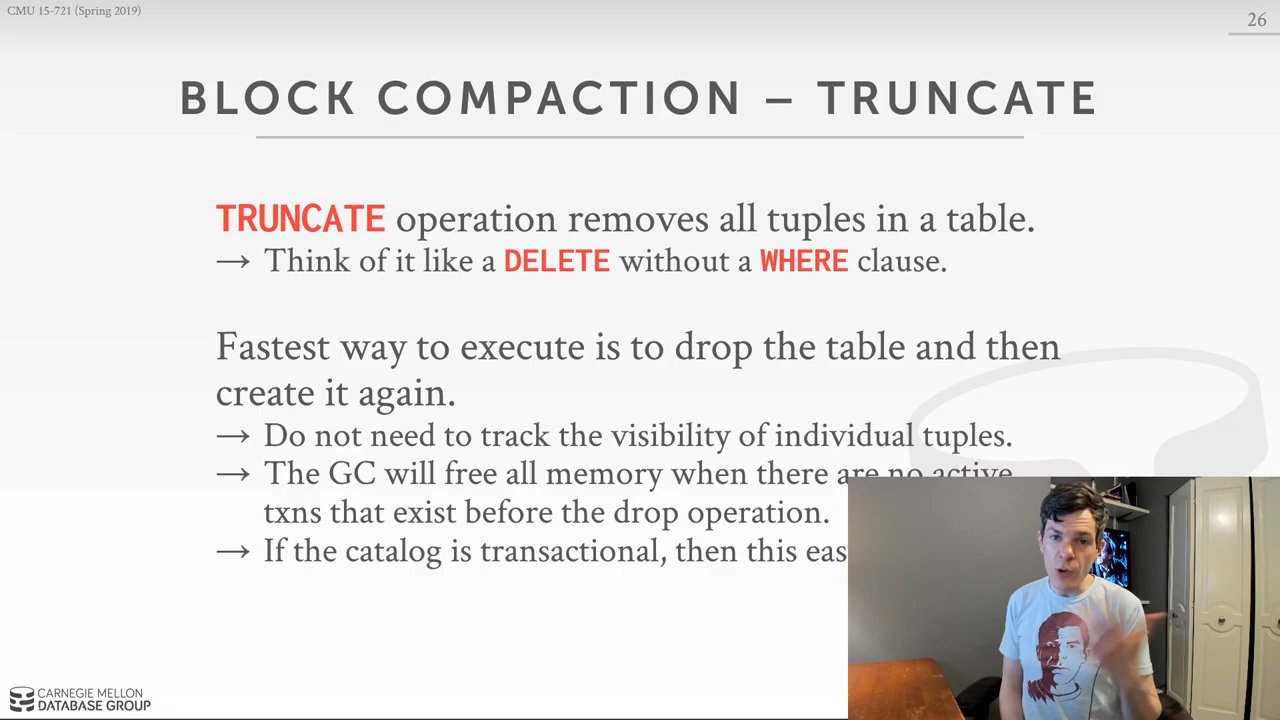 CMU 15-721 (Spring 2019)
26
BLOCK COMPACTION – TRUNCATE
TRUNCATE operation removes all tuples in a table.
→ Think of it like a DELETE without a WHERE clause.
Fastest way to execute is to drop the table and then
create it again.
→ Do not need to track the visibility of individual tuples.
→ The GC will free all memory when there are no active
txns that exist before the drop operation.
→ If the catalog is transactional, then this
CARNEGIE MELLON
DATABASE GROUP